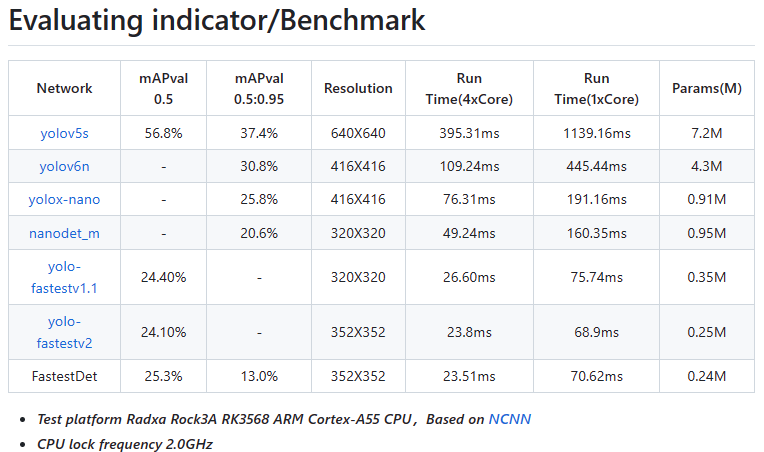 Evaluating indicator/Benchmark
Network mAPval 0.5 mAPval 0.5:0.95 Resolution Run Time(4xCore) Run Time(1xCore) Params(M)
yolov5s 56.8% 37.4% 640X640 395.31ms 1139.16ms 7.2M
yolov6n - 30.8% 416X416 109.24ms 445.44ms 4.3M
yolox-nano - 25.8% 416X416 76.31ms 191.16ms 0.91M
nanodet_m - 20.6% 320X320 49.24ms 160.35ms 0.95M
yolo-fastestv1.1 24.40% - 320X320 26.60ms 75.74ms 0.35M
yolo-fastestv2 24.10% - 352X352 23.8ms 68.9ms 0.25M
FastestDet 25.3% 13.0% 352X352 23.51ms 70.62ms 0.24M
• Test platform Radxa Rock3A RK3568 ARM Cortex-A55 CPU，Based on NCNN
• CPU lock frequency 2.0GHz